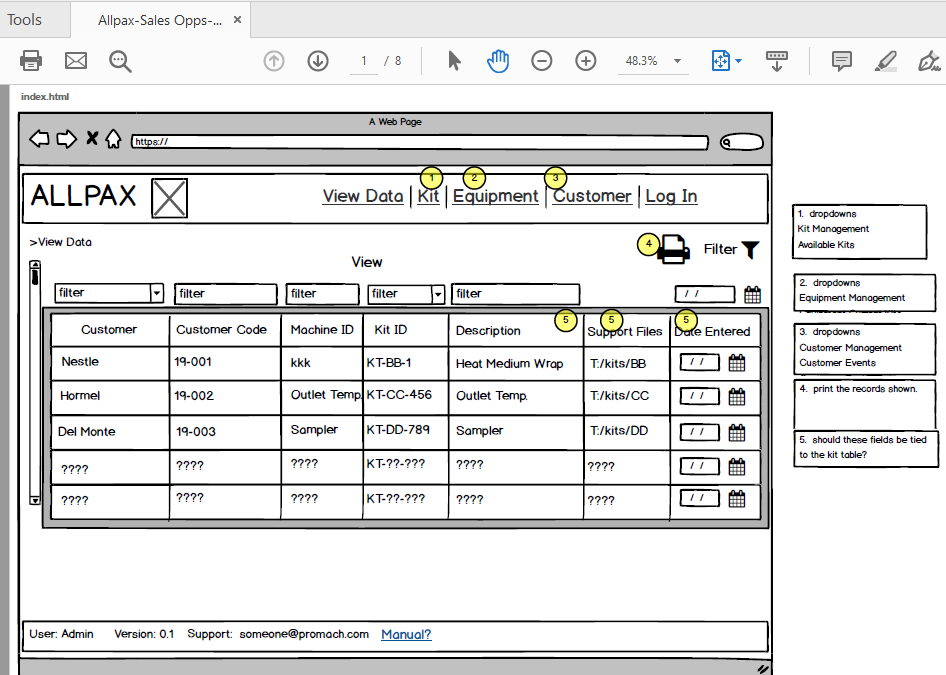 Tools
Allpax-Sales Opps-... ×
1 / 8
48.3%
index.html
A Web Page
https://
ALLPAX
View Data | Kit | Equipment | Customer | Log In
1
2
3
>View Data
4
Filter
View
filter
filter
filter
filter
filter
/ /
5
5
5
Customer Customer Code Machine ID Kit ID Description Support Files Date Entered
Nestle 19-001 kkk KT-BB-1 Heat Medium Wrap T:/kits/BB / /
Hormel 19-002 Outlet Temp. KT-CC-456 Outlet Temp. T:/kits/CC / /
Del Monte 19-003 Sampler KT-DD-789 Sampler T:/kits/DD / /
???? ???? ???? KT-??-??? ???? ???? / /
???? ???? ???? KT-??-??? ???? ???? / /
User: Admin Version: 0.1 Support: someone@promach.com Manual?
1. dropdowns
Kit Management
Available Kits
2. dropdowns
Equipment Management
3. dropdowns
Customer Management
Customer Events
4. print the records shown.
5. should these fields be tied
to the kit table?